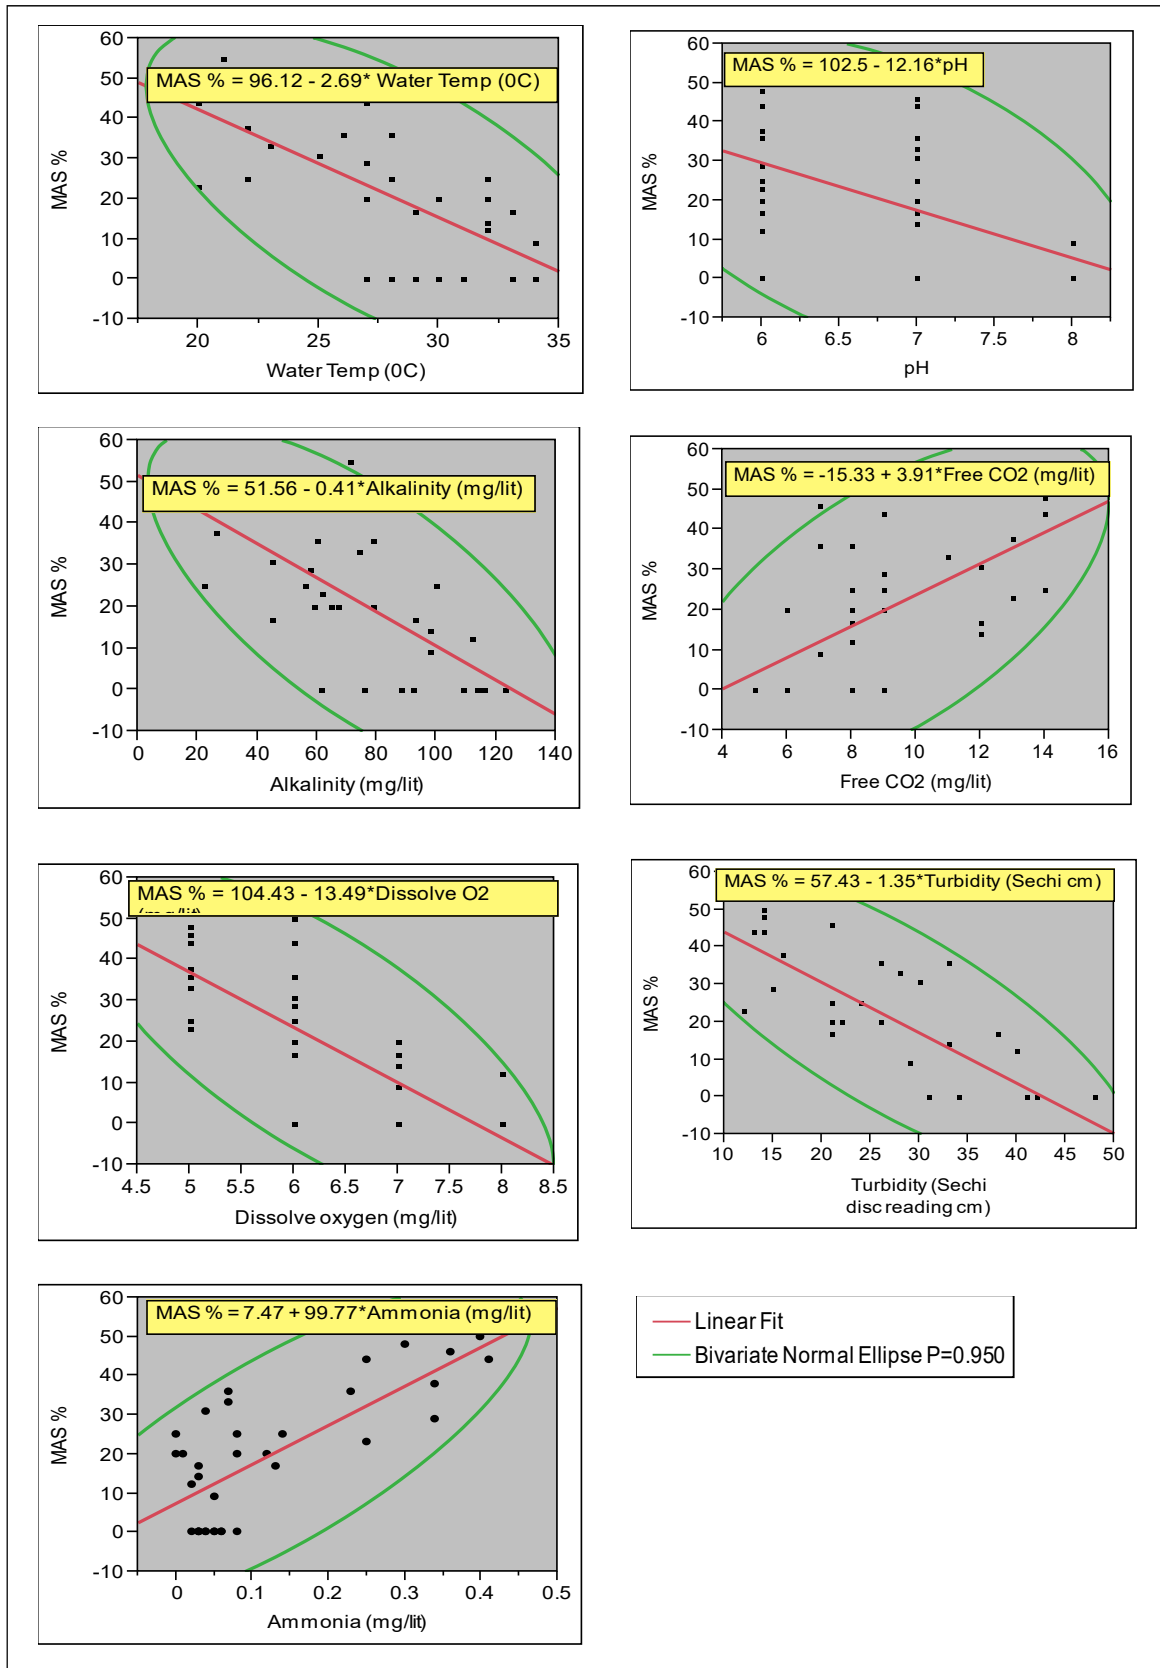 60
50
40
30
20
10
0
-10
MAS %
MAS % = 96.12 - 2.69* Water Temp (0C)
20 25 30 35
Water Temp (0C)
60
50
40
30
20
10
0
-10
MAS %
MAS % = 102.5 - 12.16*pH
6 6.5 7 7.5 8
pH
60
50
40
30
20
10
0
-10
MAS %
MAS % = 51.56 - 0.41*Alkalinity (mg/lit)
0 20 40 60 80 100 120 140
Alkalinity (mg/lit)
60
50
40
30
20
10
0
-10
MAS %
MAS % = -15.33 + 3.91*Free CO2 (mg/lit)
4 6 8 10 12 14 16
Free CO2 (mg/lit)
60
50
40
30
20
10
0
-10
MAS %
MAS % = 104.43 - 13.49*Dissolve O2
(mg/lit)
4.5 5 5.5 6 6.5 7 7.5 8 8.5
Dissolve oxygen (mg/lit)
60
50
40
30
20
10
0
-10
MAS %
MAS % = 57.43 - 1.35*Turbidity (Sechi cm)
10 15 20 25 30 35 40 45 50
Turbidity (Sechi
disc reading cm)
60
50
40
30
20
10
0
-10
MAS %
MAS % = 7.47 + 99.77*Ammonia (mg/lit)
0 0.1 0.2 0.3 0.4 0.5
Ammonia (mg/lit)
Linear Fit
Bivariate Normal Ellipse P=0.950